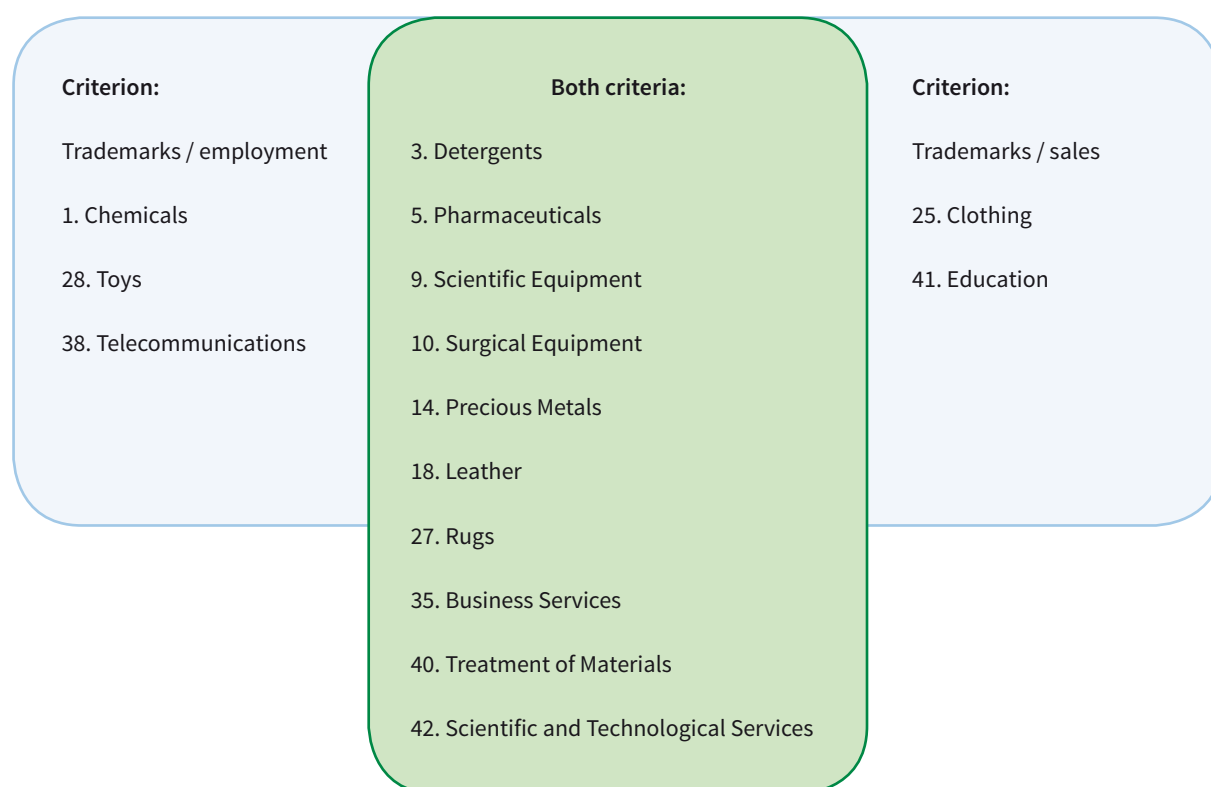 Criterion:
Trademarks / employment
1. Chemicals
28. Toys
38. Telecommunications
Both criteria:
3. Detergents
5. Pharmaceuticals
9. Scientific Equipment
10. Surgical Equipment
14. Precious Metals
18. Leather
27. Rugs
35. Business Services
40. Treatment of Materials
42. Scientific and Technological Services
Criterion:
Trademarks / sales
25. Clothing
41. Education